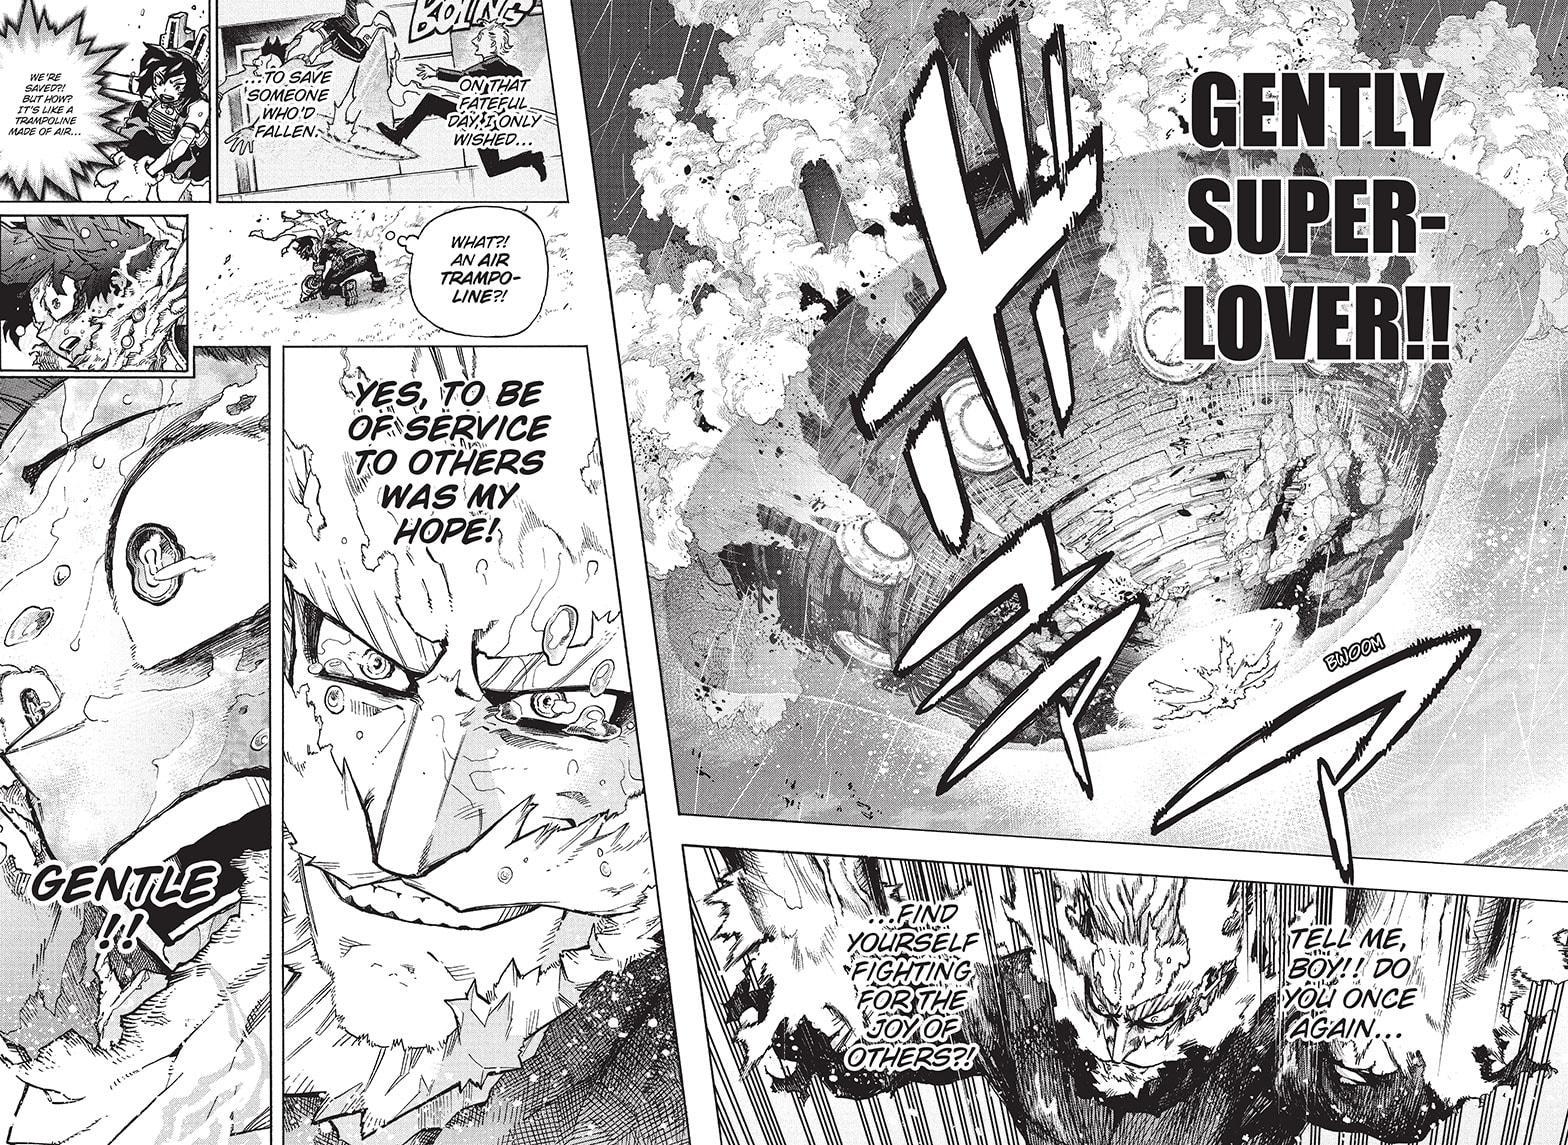 GENTLY
SUPER-
LOVER!!
BWOOM
TELL ME,
BOY!! DO
YOU ONCE
AGAIN...
...FIND
YOURSELF
FIGHTING
FOR THE
JOY OF
OTHERS?!
BOING
ON THAT
FATEFUL
DAY, I ONLY
WISHED...
...TO SAVE
SOMEONE
WHO'D
FALLEN.
WE'RE
SAVED?!
BUT HOW?
IT'S LIKE A
TRAMPOLINE
MADE OF AIR...
WHAT?!
AN AIR
TRAMPO-
LINE?!
YES, TO BE
OF SERVICE
TO OTHERS
WAS MY
HOPE!
GENTLE
!!